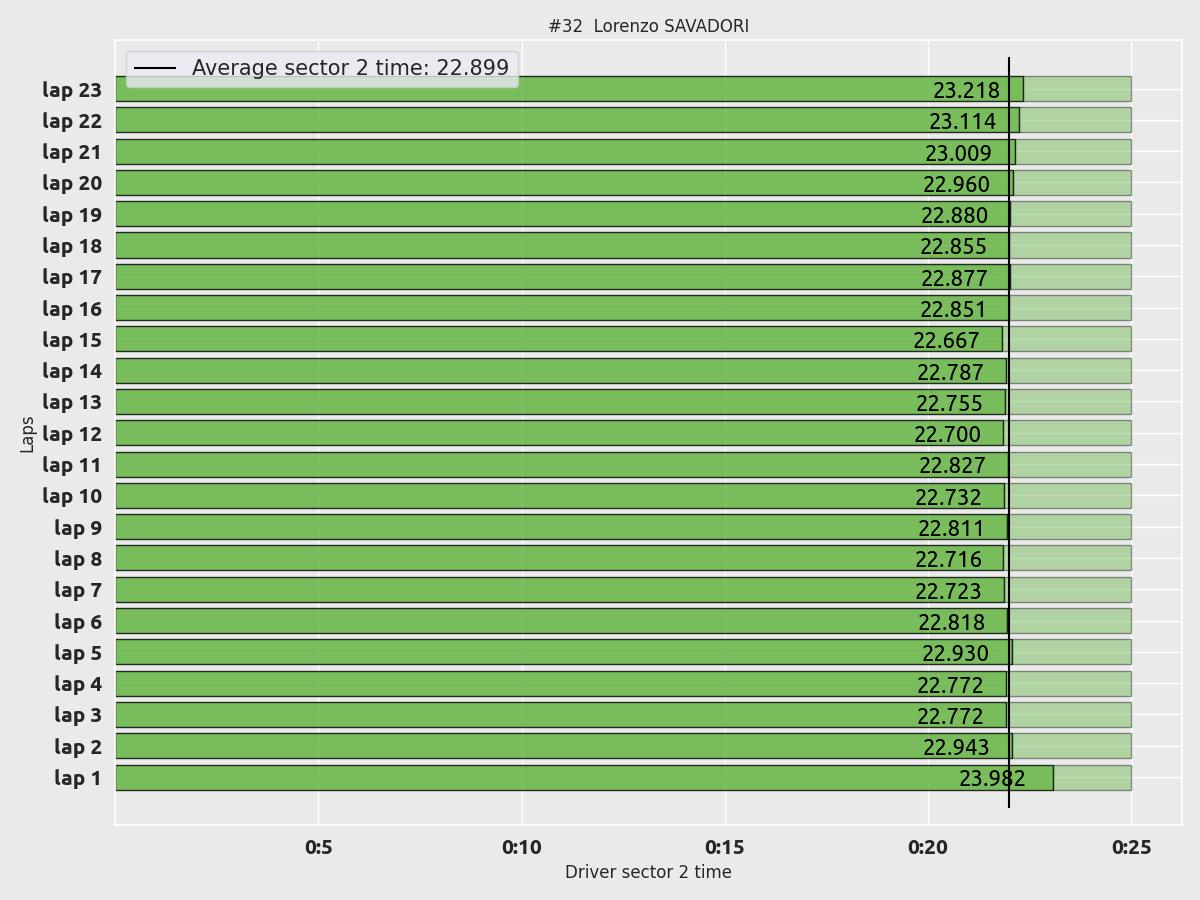 #32  Lorenzo SAVADORI
Average sector 2 time: 22.899
lap 23 23.218
lap 22 23.114
lap 21 23.009
lap 20 22.960
lap 19 22.880
lap 18 22.855
lap 17 22.877
lap 16 22.851
lap 15 22.667
lap 14 22.787
lap 13 22.755
lap 12 22.700
lap 11 22.827
lap 10 22.732
lap 9 22.811
lap 8 22.716
lap 7 22.723
lap 6 22.818
lap 5 22.930
lap 4 22.772
lap 3 22.772
lap 2 22.943
lap 1 23.982
Laps
0:5 0:10 0:15 0:20 0:25
Driver sector 2 time